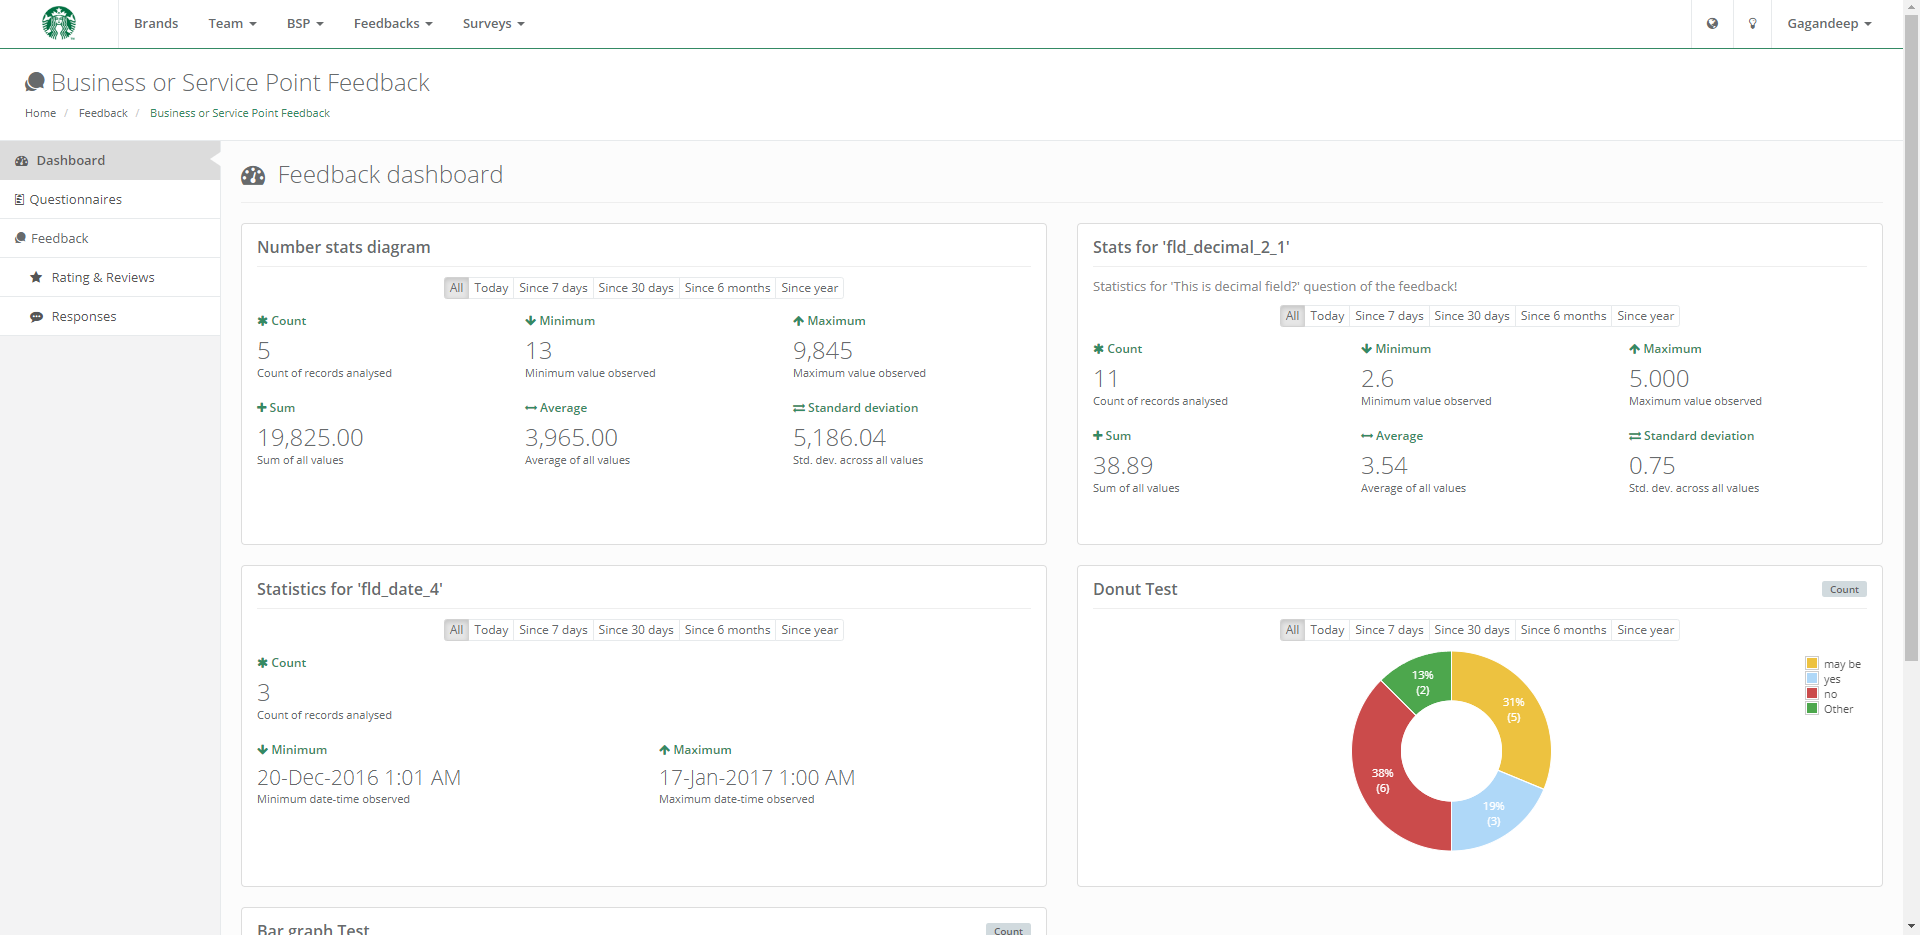 Brands Team BSP Feedbacks Surveys Gagandeep
Business or Service Point Feedback
Home / Feedback / Business or Service Point Feedback
Dashboard
Questionnaires
Feedback
Rating & Reviews
Responses
Feedback dashboard
Number stats diagram
All Today Since 7 days Since 30 days Since 6 months Since year
Count Minimum Maximum
5 13 9,845
Count of records analysed Minimum value observed Maximum value observed
Sum Average Standard deviation
19,825.00 3,965.00 5,186.04
Sum of all values Average of all values Std. dev. across all values
Stats for 'fld_decimal_2_1'
Statistics for 'This is decimal field?' question of the feedback!
All Today Since 7 days Since 30 days Since 6 months Since year
Count Minimum Maximum
11 2.6 5.000
Count of records analysed Minimum value observed Maximum value observed
Sum Average Standard deviation
38.89 3.54 0.75
Sum of all values Average of all values Std. dev. across all values
Statistics for 'fld_date_4'
All Today Since 7 days Since 30 days Since 6 months Since year
Count
3
Count of records analysed
Minimum Maximum
20-Dec-2016 1:01 AM 17-Jan-2017 1:00 AM
Minimum date-time observed Maximum date-time observed
Donut Test Count
All Today Since 7 days Since 30 days Since 6 months Since year
13%
(2)
31%
(5)
38%
(6)
19%
(3)
may be
yes
no
Other
Bar graph Test Count